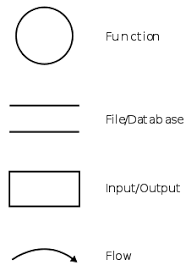 Function
File/Database
Input/Output
Flow